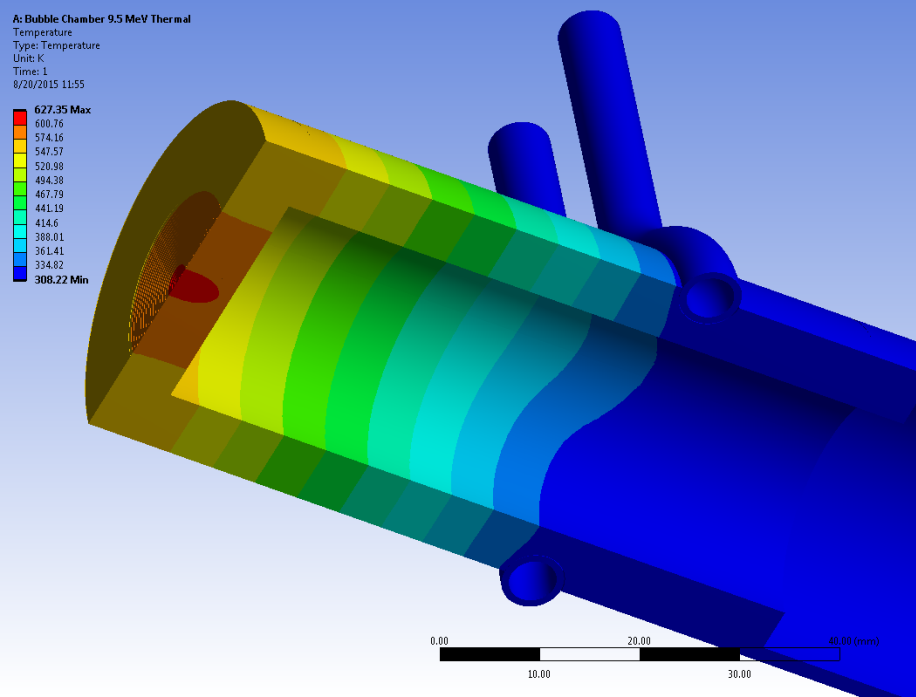 A: Bubble Chamber 9.5 MeV Thermal
Temperature
Type: Temperature
Unit: K
Time: 1
8/20/2015 11:55
627.35 Max
600.76
574.16
547.57
520.98
494.38
467.79
441.19
414.6
388.01
361.41
334.82
308.22 Min
0.00 20.00 40.00 (mm)
10.00 30.00